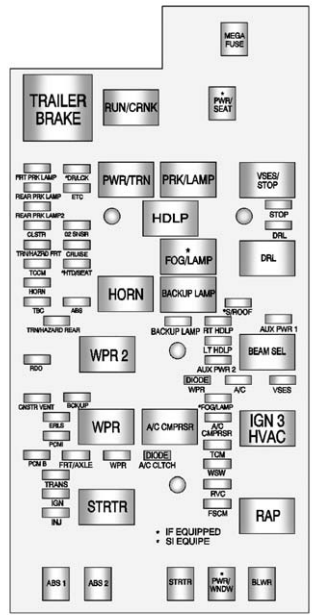 MEGA
FUSE
TRAILER
BRAKE
RUN/CRNK
*
PWR/
SEAT
FRT PRK LAMP
*DR/LCK
REAR PRK LAMP
ETC
PWR/TRN
PRK/LAMP
VSES/
STOP
REAR PRK LAMP2
HDLP
STOP
CLSTR
O2 SNSR
DRL
TRN/HAZRD FRT
CRUISE
*
FOG/LAMP
DRL
TCCM
*HTD/SEAT
HORN
HORN
BACKUP LAMP
TBC
ABS
*S/ROOF
TRN/HAZARD REAR
BACKUP LAMP
RT HDLP
AUX PWR 1
WPR 2
LT HDLP
BEAM SEL
RDO
AUX PWR 2
DIODE
WPR
A/C
VSES
CNSTR VENT
BCK/UP
*FOG/LAMP
ERLS
WPR
A/C CMPRSR
A/C
CMPRSR
IGN 3
HVAC
PCMI
TCM
PCM B
FRT/AXLE
WPR
DIODE
A/C CLTCH
WSW
TRANS
RVC
IGN
STRTR
FSCM
RAP
INJ
* IF EQUIPPED
* SI EQUIPE
ABS 1
ABS 2
STRTR
*
PWR/
WNDW
BLWR